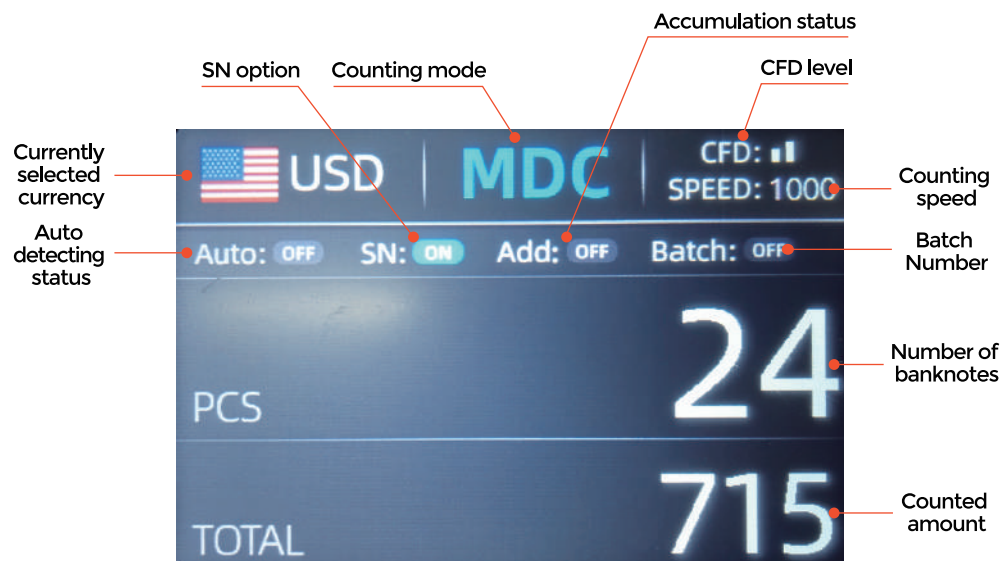 Accumulation status
SN option
Counting mode
CFD level
Currently
selected
currency
USD
MDC
CFD:
SPEED: 1000
Counting
speed
Auto
detecting
status
Auto: OFF
SN: ON
Add: OFF
Batch: OFF
Batch
Number
24
PCS
Number of
banknotes
715
TOTAL
Counted
amount